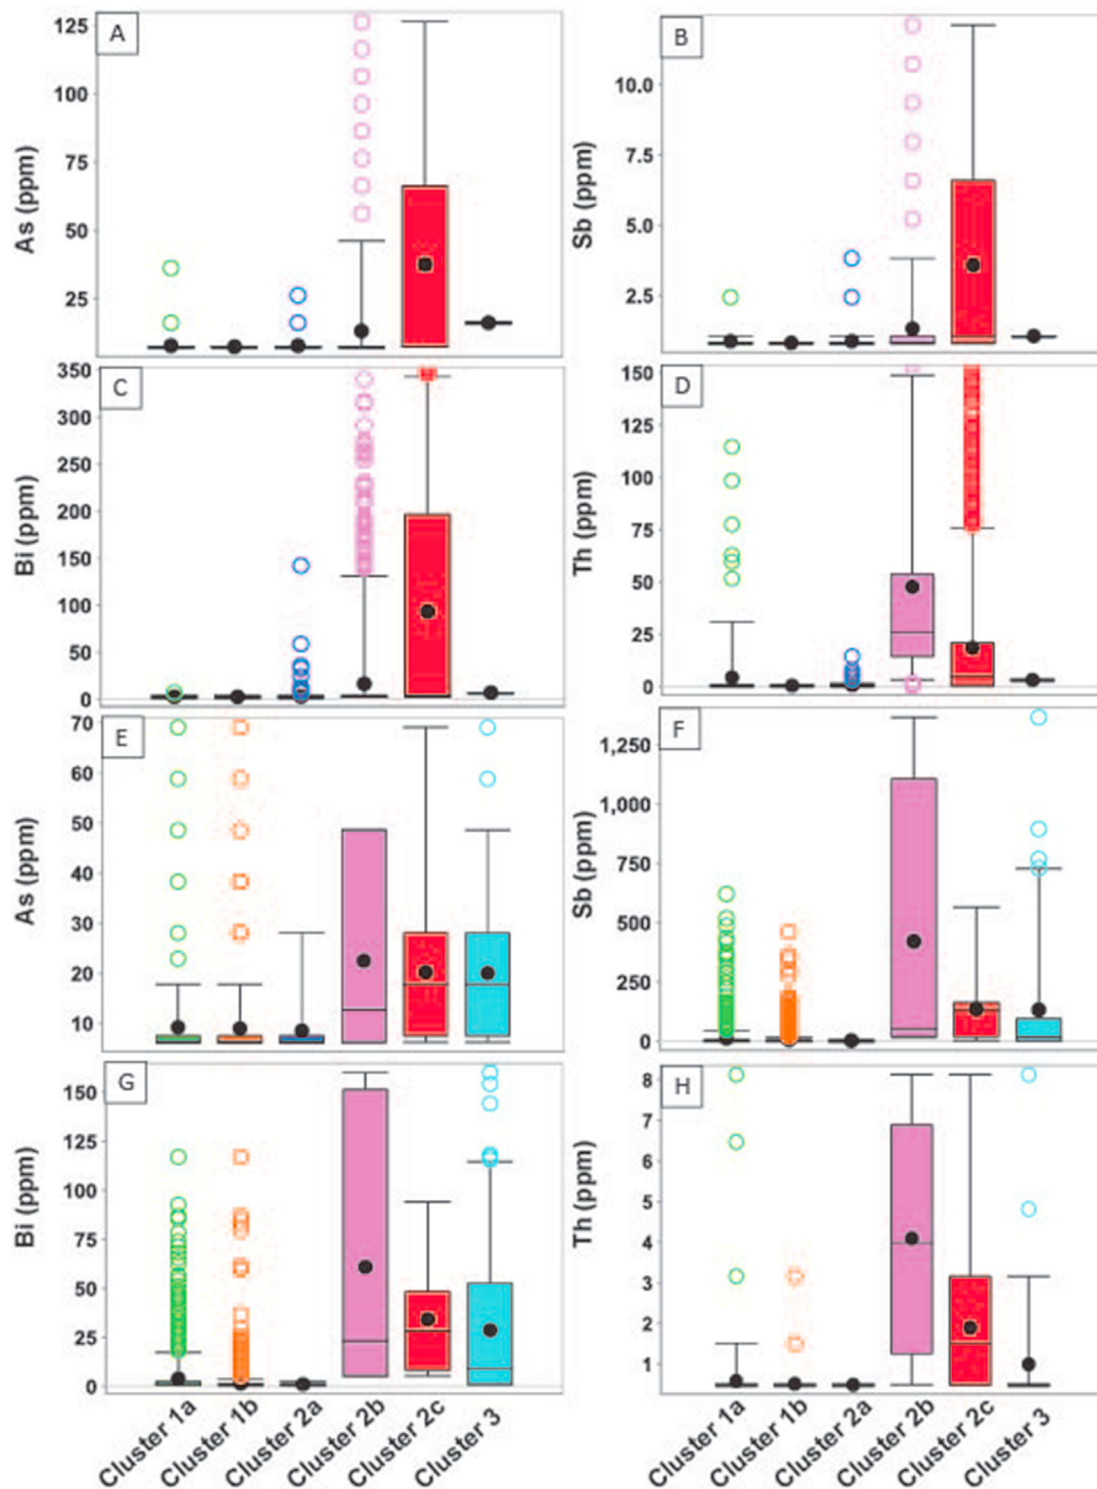 A
As (ppm)
125
100
75
50
25
B
Sb (ppm)
10.0
7.5
5.0
2.5
C
Bi (ppm)
350
300
250
200
150
100
50
0
D
Th (ppm)
150
125
100
75
50
25
0
E
As (ppm)
70
60
50
40
30
20
10
F
Sb (ppm)
1,250
1,000
750
500
250
0
G
Bi (ppm)
150
125
100
75
50
25
0
H
Th (ppm)
8
7
6
5
4
3
2
1
Cluster 1a
Cluster 1b
Cluster 2a
Cluster 2b
Cluster 2c
Cluster 3
Cluster 1a
Cluster 1b
Cluster 2a
Cluster 2b
Cluster 2c
Cluster 3